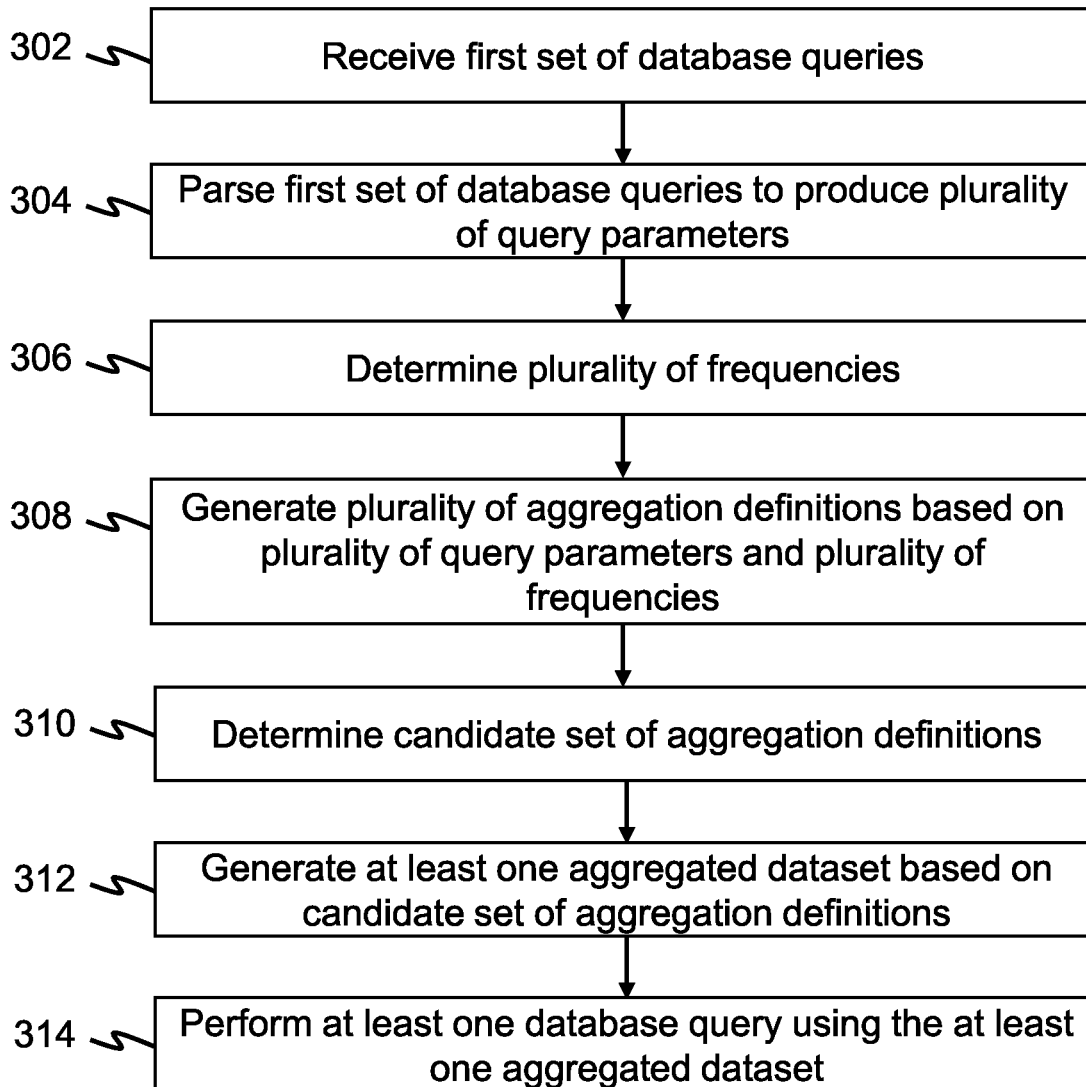 302
Receive first set of database queries
304
Parse first set of database queries to produce plurality
of query parameters
306
Determine plurality of frequencies
308
Generate plurality of aggregation definitions based on
plurality of query parameters and plurality of
frequencies
310
Determine candidate set of aggregation definitions
312
Generate at least one aggregated dataset based on
candidate set of aggregation definitions
314
Perform at least one database query using the at least
one aggregated dataset